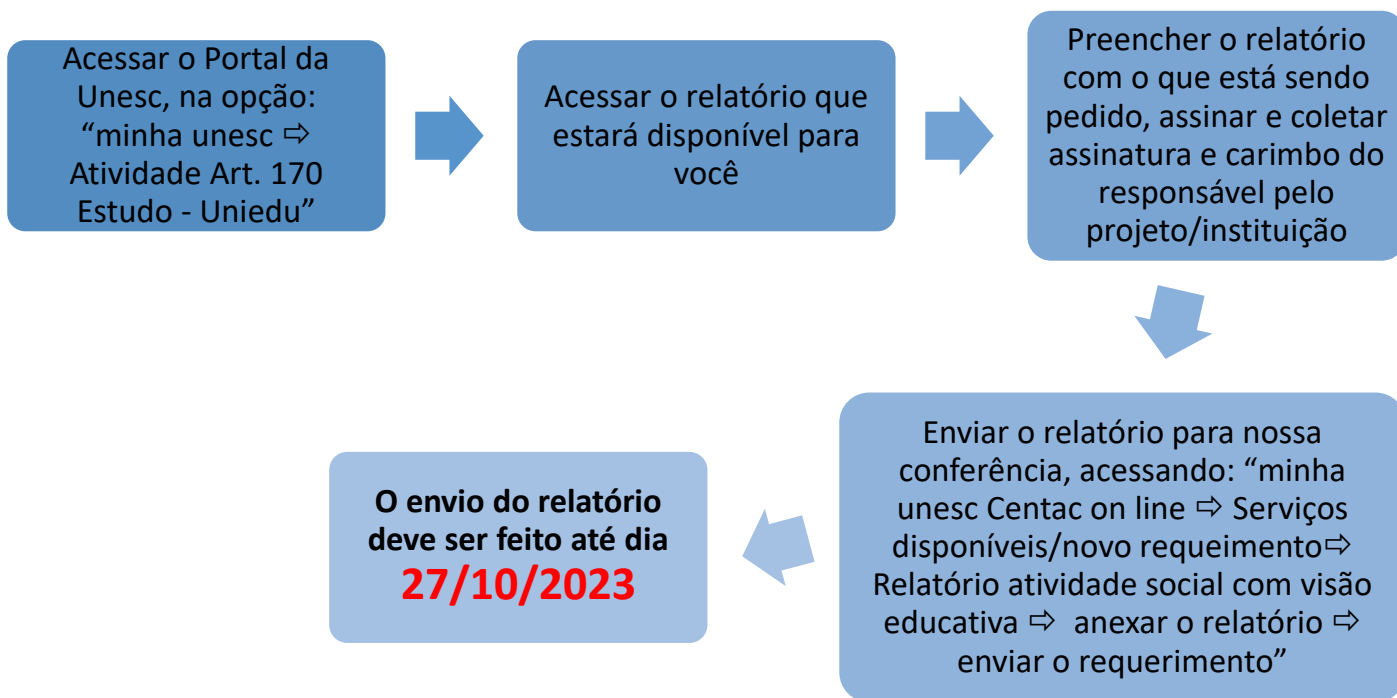 Acessar o Portal da
Unesc, na opção:
“minha unesc ⇨
Atividade Art. 170
Estudo - Uniedu”
Acessar o relatório que
estará disponível para
você
Preencher o relatório
com o que está sendo
pedido, assinar e coletar
assinatura e carimbo do
responsável pelo
projeto/instituição
Enviar o relatório para nossa
conferência, acessando: “minha
unesc Centac on line ⇨ Serviços
disponíveis/novo requeimento⇨
Relatório atividade social com visão
educativa ⇨ anexar o relatório ⇨
enviar o requerimento”
O envio do relatório
deve ser feito até dia
27/10/2023